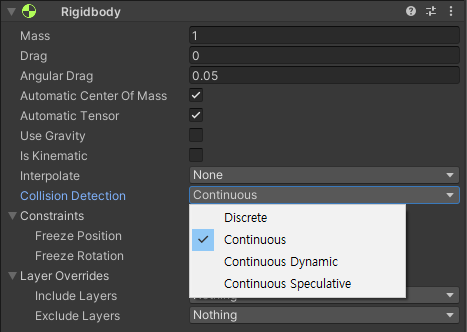 Rigidbody
Mass 1
Drag 0
Angular Drag 0.05
Automatic Center Of Mass
Automatic Tensor
Use Gravity
Is Kinematic
Interpolate None
Collision Detection Continuous
Constraints Discrete
Freeze Position Continuous
Freeze Rotation Continuous Dynamic
Layer Overrides Continuous Speculative
Include Layers Nothing
Exclude Layers Nothing